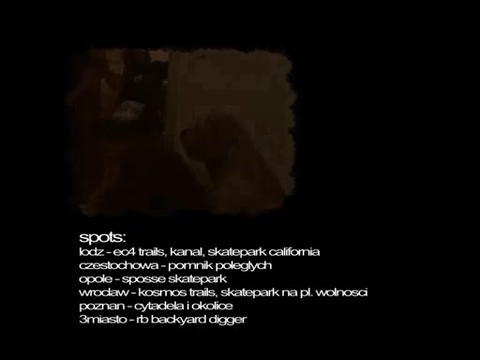 spots:
lodz - ec4 trails, kanal, skatepark california
czestochowa - pomnik poleglych
opole - sposse skatepark
wroclaw - kosmos trails, skatepark na pl. wolnosci
poznan - cytadela i okolice
3miasto - rb backyard digger